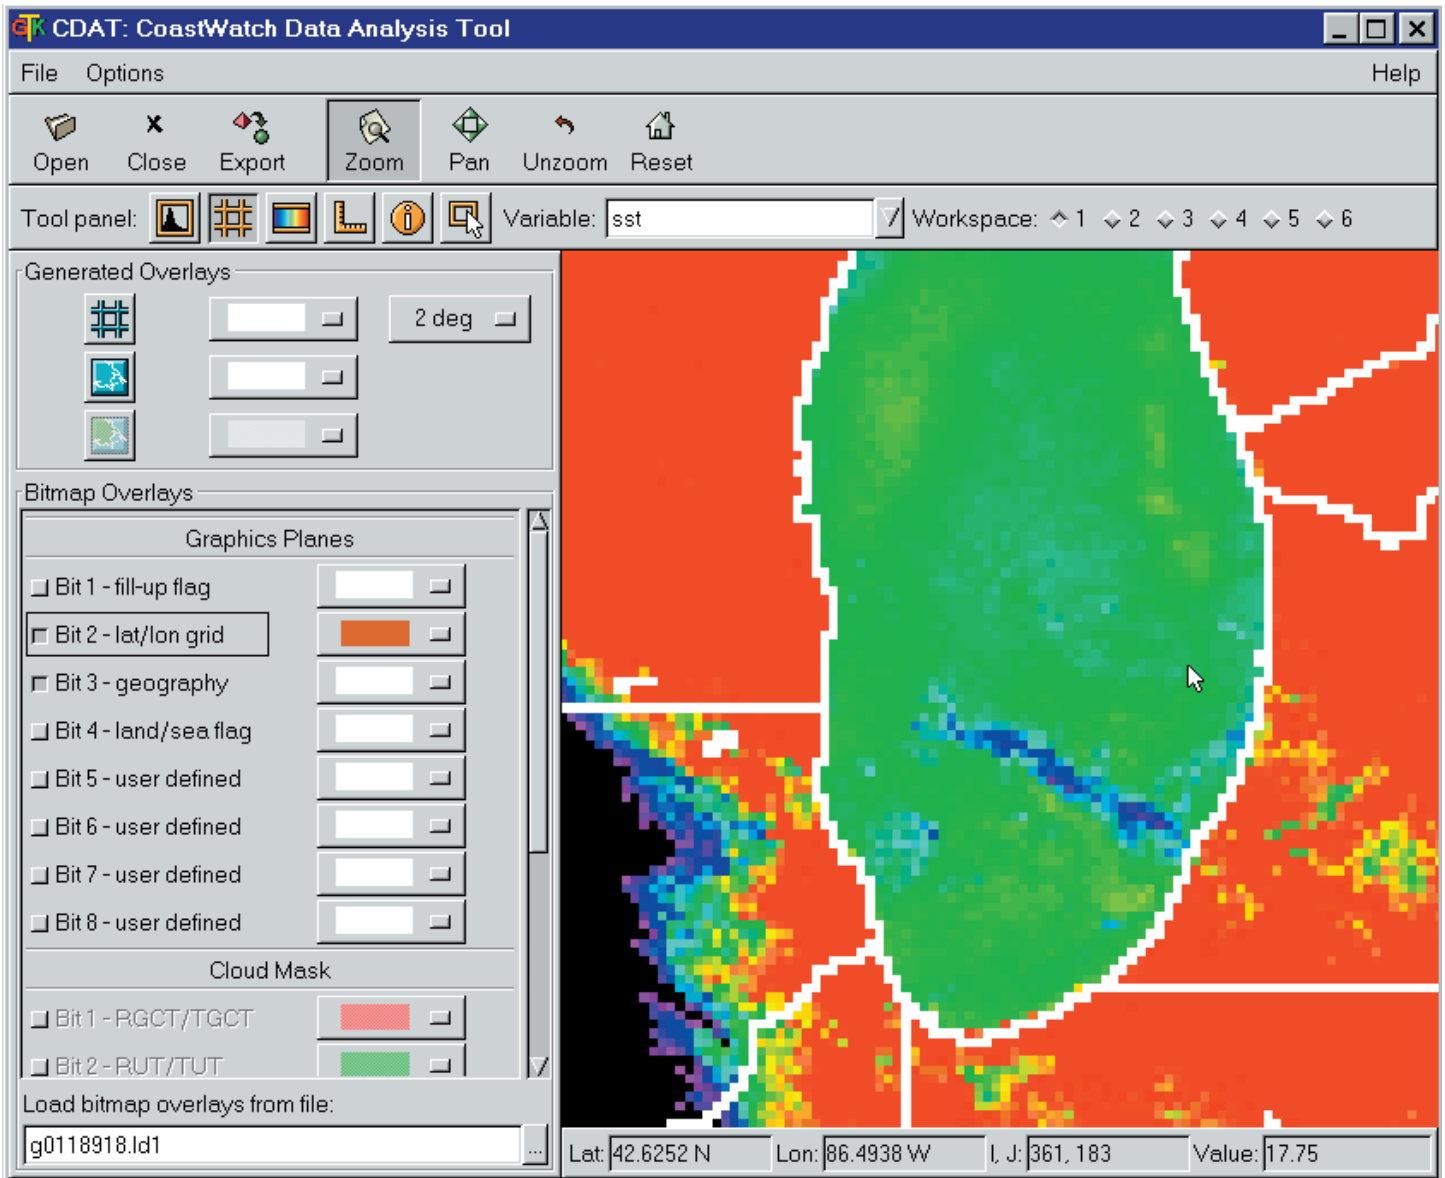 GTK CDAT: CoastWatch Data Analysis Tool
File Options Help
Open Close Export Zoom Pan Unzoom Reset
Tool panel: Variable: sst Workspace: 1 2 3 4 5 6
Generated Overlays
2 deg
Bitmap Overlays
Graphics Planes
Bit 1 - fill-up flag
Bit 2 - lat/lon grid
Bit 3 - geography
Bit 4 - land/sea flag
Bit 5 - user defined
Bit 6 - user defined
Bit 7 - user defined
Bit 8 - user defined
Cloud Mask
Bit 1 - RGCT/TGCT
Bit 2 - RUT/TUT
Load bitmap overlays from file:
g0118918.ld1 ...
Lat: 42.6252 N Lon: 86.4938 W I, J: 361, 183 Value: 17.75